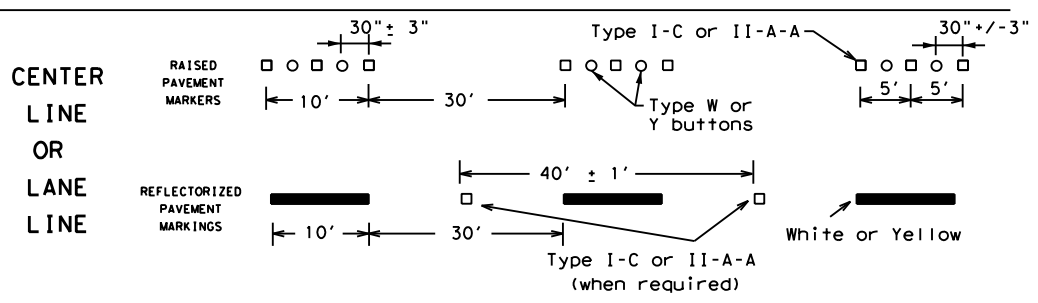 CENTER
LINE
OR
LANE
LINE
RAISED
PAVEMENT
MARKERS
30"± 3"
10'
30'
Type W or
Y buttons
Type I-C or II-A-A
30"+/-3"
5'
5'
REFLECTORIZED
PAVEMENT
MARKINGS
40' ± 1'
10'
30'
Type I-C or II-A-A
(when required)
White or Yellow